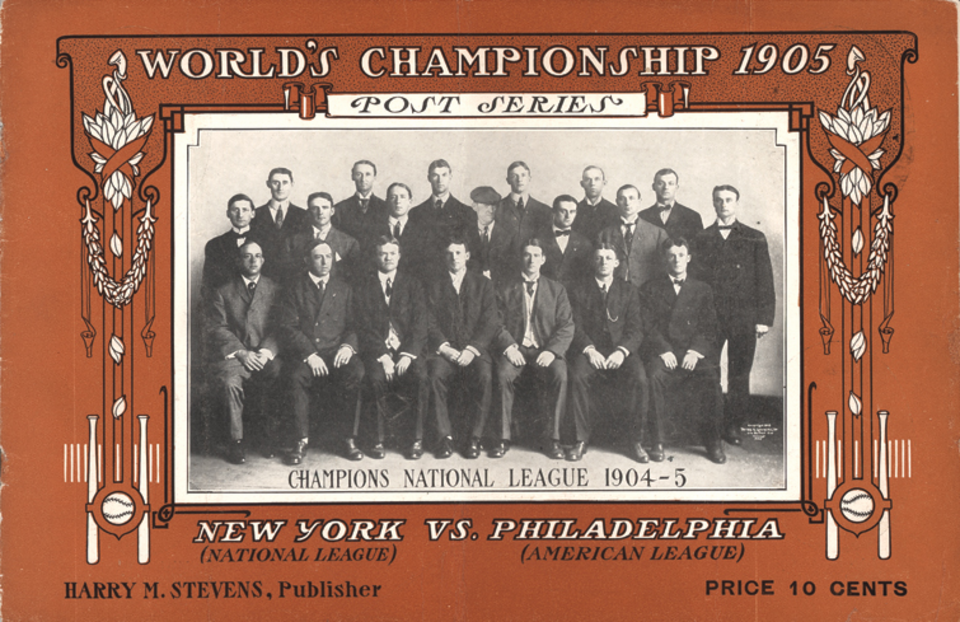 WORLD'S CHAMPIONSHIP 1905
POST SERIES
CHAMPIONS NATIONAL LEAGUE 1904-5
NEW YORK VS. PHILADELPHIA
(NATIONAL LEAGUE) (AMERICAN LEAGUE)
HARRY M. STEVENS, Publisher PRICE 10 CENTS